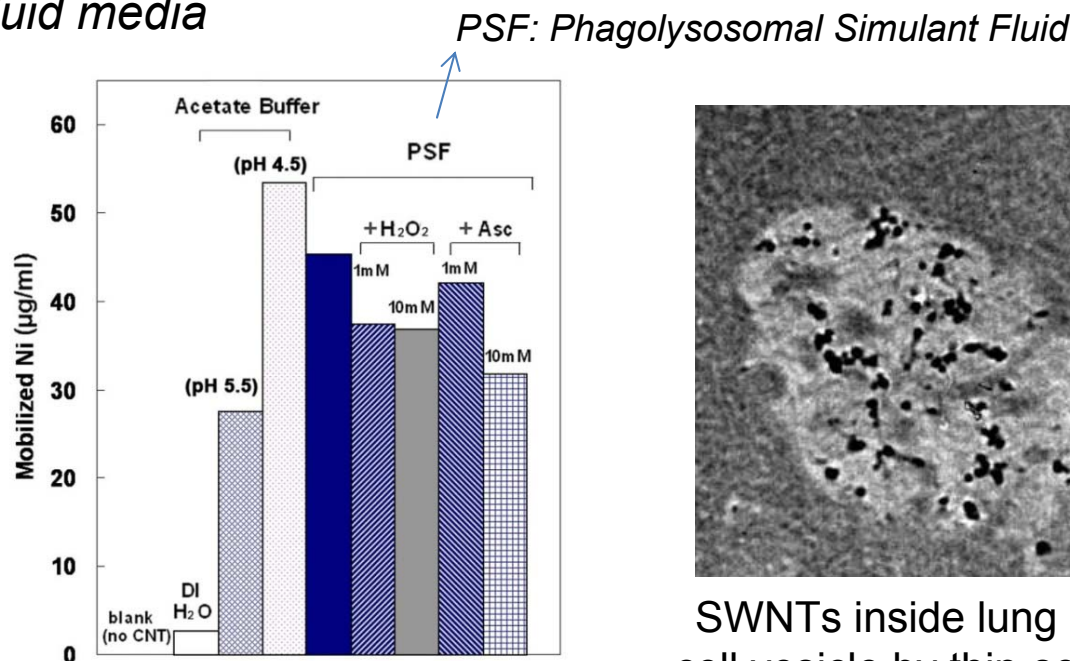 uid media
PSF: Phagolysosomal Simulant Fluid
Acetate Buffer
(pH 4.5)
PSF
+H₂O₂
+ Asc
1mM
1mM
10mM
10mM
(pH 5.5)
DI
H₂O
blank
(no CNT)
Mobilized Ni (µg/ml)
60
50
40
30
20
10
0
SWNTs inside lung
cell vesicle by thin